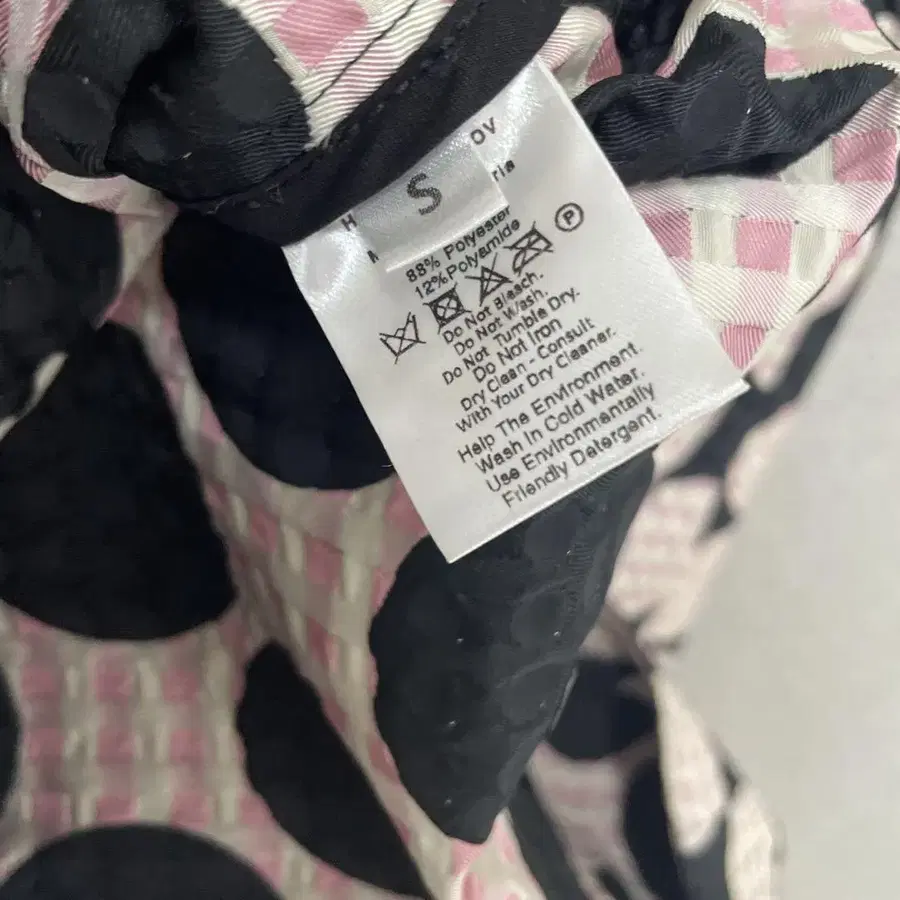 S
88% Polyester
12% Polyamide
P
Do Not Bleach.
Do Not Wash.
Do Not Tumble Dry.
Do Not Iron
Dry Clean - Consult
With Your Dry Cleaner.
Help The Environment.
Wash In Cold Water.
Use Environmentally
Friendly Detergent.